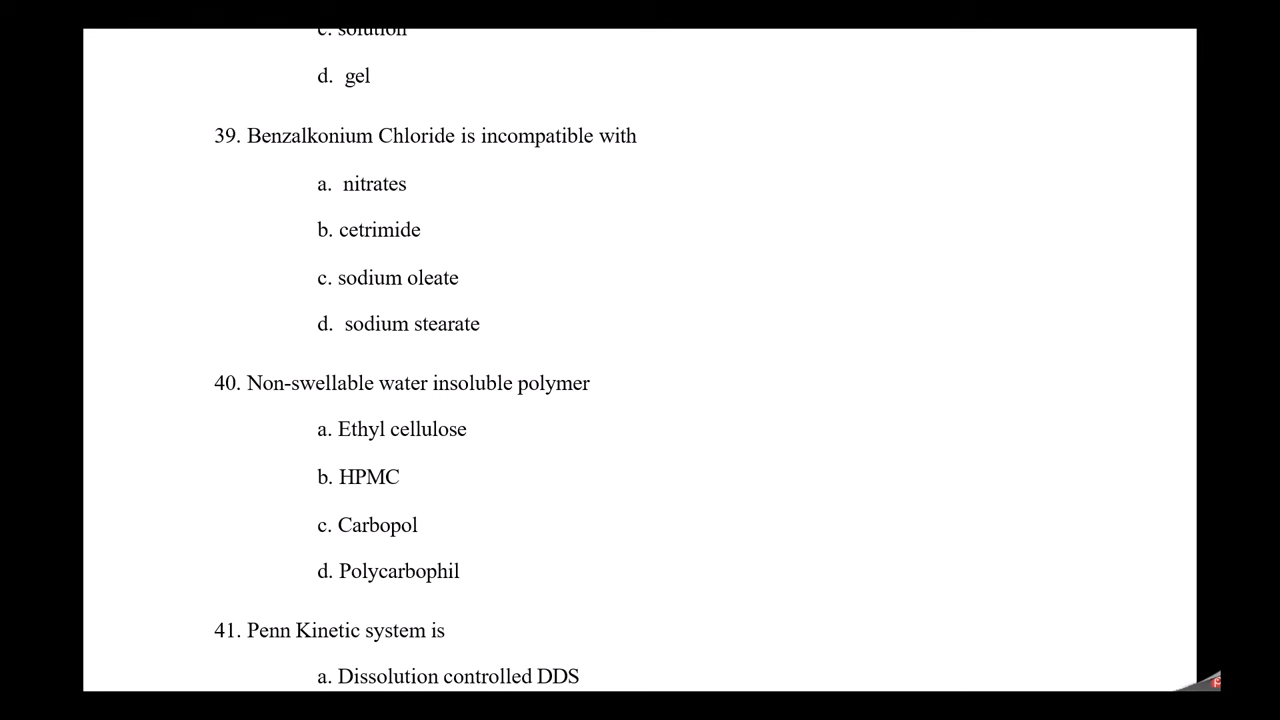 c. solution
d. gel
39. Benzalkonium Chloride is incompatible with
a. nitrates
b. cetrimide
c. sodium oleate
d. sodium stearate
40. Non-swellable water insoluble polymer
a. Ethyl cellulose
b. HPMC
c. Carbopol
d. Polycarbophil
41. Penn Kinetic system is
a. Dissolution controlled DDS